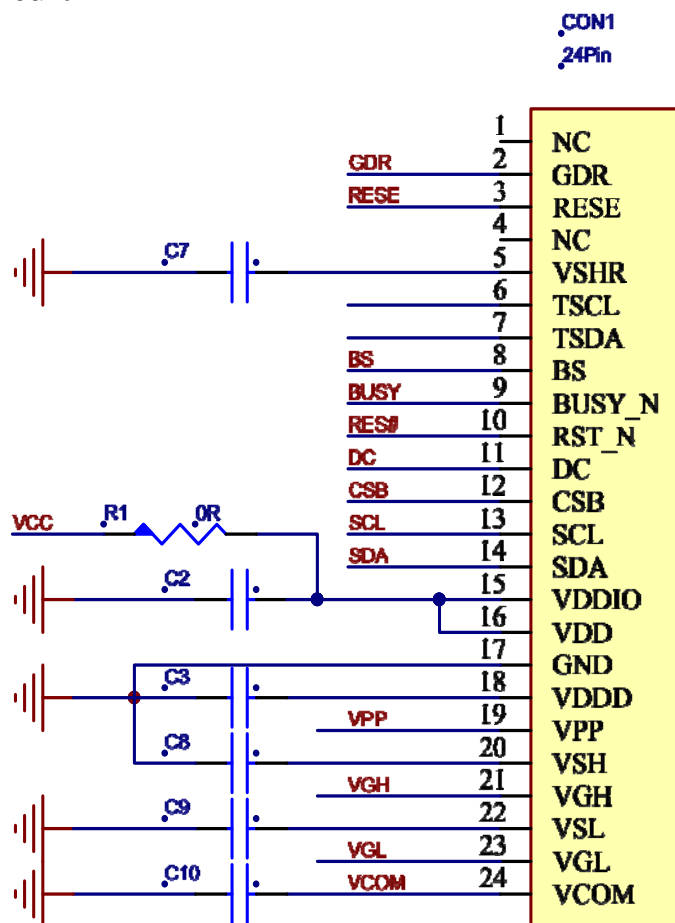 CON1
24Pin
1 NC
GDR 2 GDR
RESE 3 RESE
4 NC
C7 5 VSHR
6 TSCL
7 TSDA
BS 8 BS
BUSY 9 BUSY_N
RES# 10 RST_N
DC 11 DC
CSB 12 CSB
VCC R1 0R SCL 13 SCL
SDA 14 SDA
C2 15 VDDIO
16 VDD
17 GND
C3 18 VDDD
VPP 19 VPP
C8 20 VSH
VGH 21 VGH
C9 22 VSL
VGL 23 VGL
C10 VCOM 24 VCOM